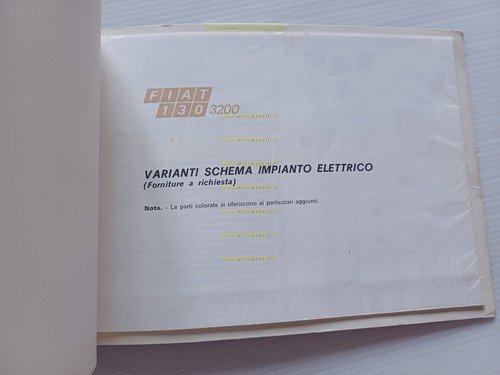 FIAT
130 3200
VARIANTI SCHEMA IMPIANTO ELETTRICO
(Forniture a richiesta)
Nota. - Le parti colorate si riferiscono ai particolari aggiunti.